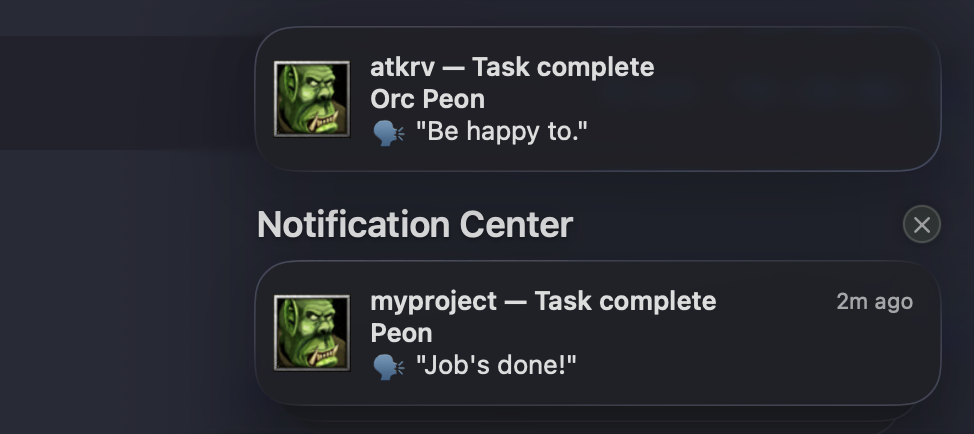 atkrv — Task complete
Orc Peon
🗣 "Be happy to."
Notification Center
myproject — Task complete
2m ago
Peon
🗣 "Job's done!"